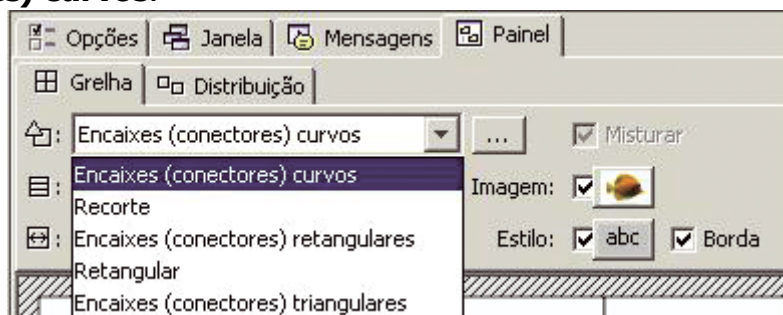 s) curvos.
Opções Janela Mensagens Painel
Grelha Distribuição
: Encaixes (conectores) curvos ... Misturar
Encaixes (conectores) curvos
Imagem:
Recorte
Encaixes (conectores) retangulares Estilo: abc Borda
Retangular
Encaixes (conectores) triangulares